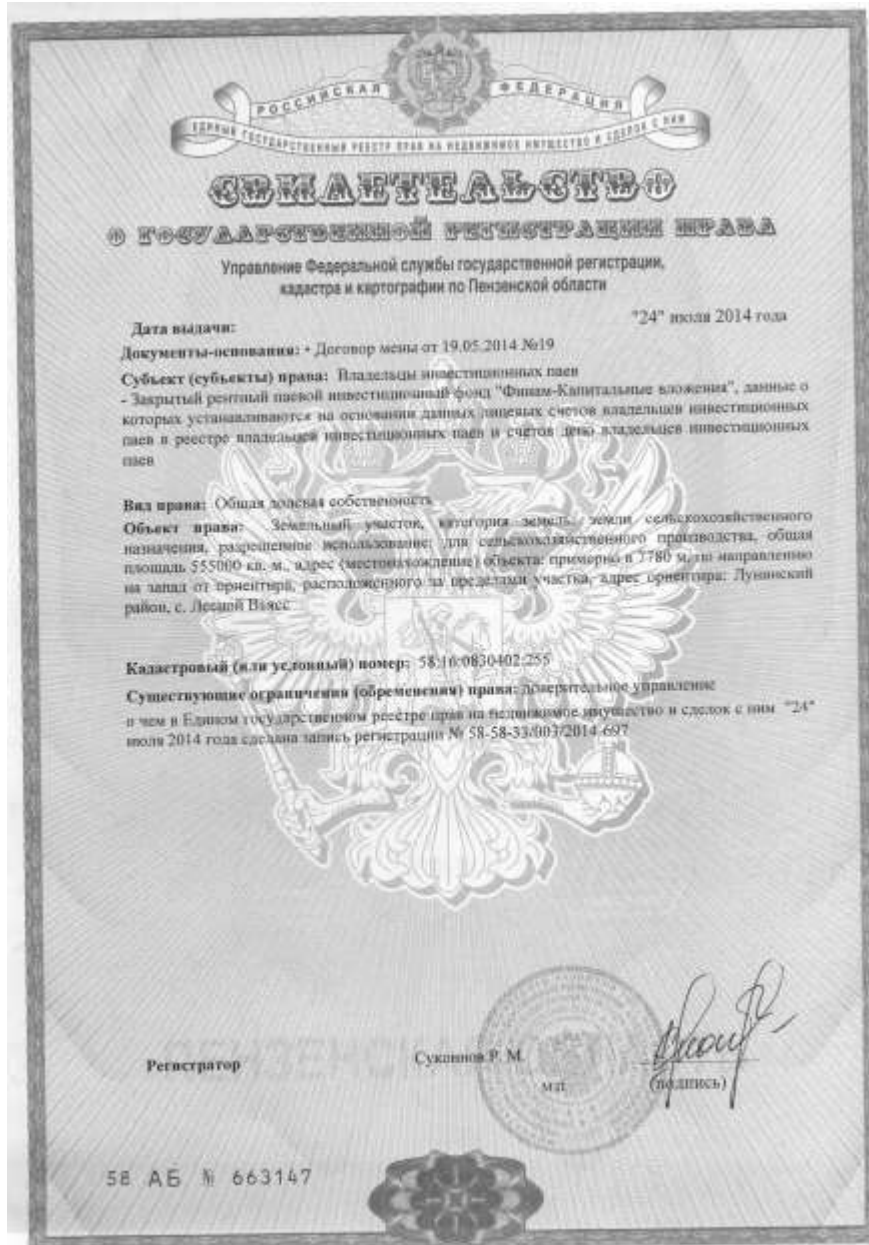 РОССИЙСКАЯ ФЕДЕРАЦИЯ
ЕДИНЫЙ ГОСУДАРСТВЕННЫЙ РЕЕСТР ПРАВ НА НЕДВИЖИМОЕ ИМУЩЕСТВО И СДЕЛОК С НИМ
СВИДЕТЕЛЬСТВО
О ГОСУДАРСТВЕННОЙ РЕГИСТРАЦИИ ПРАВА
Управление Федеральной службы государственной регистрации,
кадастра и картографии по Пензенской области
Дата выдачи: "24" июля 2014 года
Документы-основания: • Договор мены от 19.05.2014 №19
Субъект (субъекты) права: Владельцы инвестиционных паев
- Закрытый рентный паевой инвестиционный фонд "Финам-Капитальные вложения", данные о
которых устанавливаются на основании данных лицевых счетов владельцев инвестиционных
паев в реестре владельцев инвестиционных паев и счетов депо владельцев инвестиционных
паев
Вид права: Общая долевая собственность
Объект права: Земельный участок, категория земель: земли сельскохозяйственного
назначения, разрешенное использование: для сельскохозяйственного производства, общая
площадь 555000 кв. м., адрес (местонахождение) объекта: примерно в 7780 м, по направлению
на запад от ориентира, расположенного за пределами участка, адрес ориентира: Лунинский
район, с. Лесной Вьясс
Кадастровый (или условный) номер: 58:16:0830402:255
Существующие ограничения (обременения) права: доверительное управление
о чем в Едином государственном реестре прав на недвижимое имущество и сделок с ним "24"
июля 2014 года сделана запись регистрации № 58-58-33/003/2014-697
Регистратор Р. М.
м.п. (подпись)
58 АБ № 663147